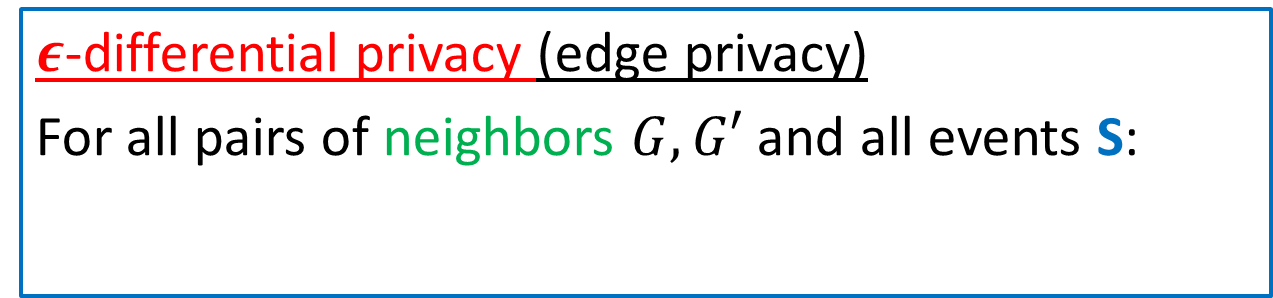 ϵ-differential privacy (edge privacy)
For all pairs of neighbors G, G′ and all events S: